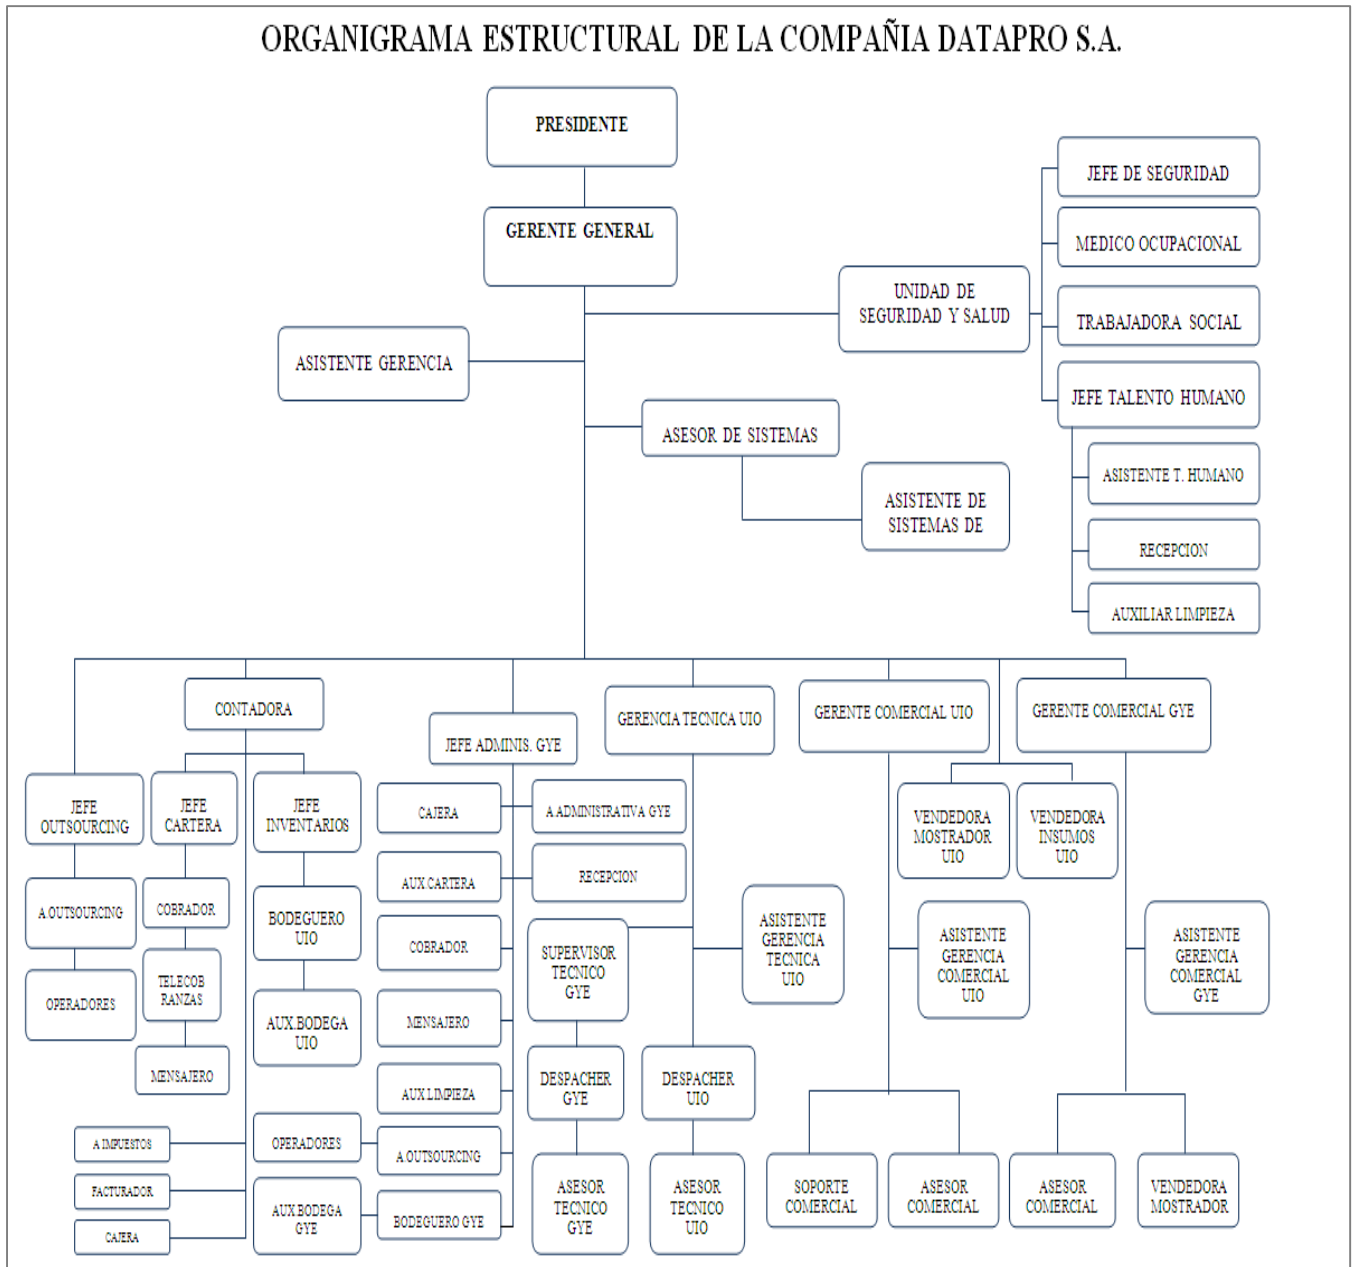 ORGANIGRAMA ESTRUCTURAL DE LA COMPAÑIA DATAPRO S.A.
PRESIDENTE
GERENTE GENERAL
UNIDAD DE
SEGURIDAD Y SALUD
JEFE DE SEGURIDAD
MEDICO OCUPACIONAL
TRABAJADORA SOCIAL
JEFE TALENTO HUMANO
ASISTENTE T. HUMANO
RECEPCION
AUXILIAR LIMPIEZA
ASISTENTE GERENCIA
ASESOR DE SISTEMAS
ASISTENTE DE
SISTEMAS DE
JEFE
OUTSOURCING
A OUTSOURCING
OPERADORES
CONTADORA
JEFE
CARTERA
COBRADOR
TELECOB
RANZAS
MENSAJERO
JEFE
INVENTARIOS
BODEGUERO
UIO
AUX.BODEGA
UIO
A IMPUESTOS
FACTURADOR
CAJERA
JEFE ADMINIS. GYE
CAJERA
A ADMINISTRATIVA GYE
AUX CARTERA
RECEPCION
COBRADOR
MENSAJERO
AUX LIMPIEZA
OPERADORES
A OUTSOURCING
AUX BODEGA
GYE
BODEGUERO GYE
GERENCIA TECNICA UIO
SUPERVISOR
TECNICO
GYE
ASISTENTE
GERENCIA
TECNICA
UIO
DESPACHER
GYE
DESPACHER
UIO
ASESOR
TECNICO
GYE
ASESOR
TECNICO
UIO
GERENTE COMERCIAL UIO
VENDEDORA
MOSTRADOR
UIO
VENDEDORA
INSUMOS
UIO
ASISTENTE
GERENCIA
COMERCIAL
UIO
SOPORTE
COMERCIAL
ASESOR
COMERCIAL
GERENTE COMERCIAL GYE
ASISTENTE
GERENCIA
COMERCIAL
GYE
ASESOR
COMERCIAL
VENDEDORA
MOSTRADOR